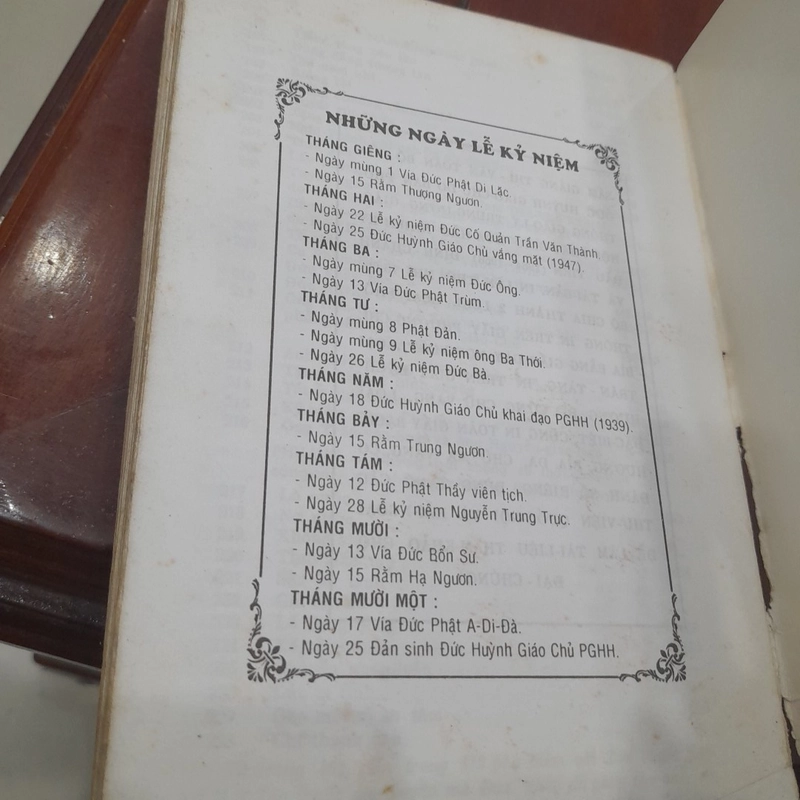 NHỮNG NGÀY LỄ KỶ NIỆM
THÁNG GIÊNG :
- Ngày mùng 1 Vía Đức Phật Di Lặc.
- Ngày 15 Rằm Thượng Ngươn.
THÁNG HAI :
- Ngày 22 Lễ kỷ niệm Đức Cố Quản Trần Văn Thành.
- Ngày 25 Đức Huỳnh Giáo Chủ vắng mặt (1947).
THÁNG BA :
- Ngày mùng 7 Lễ kỷ niệm Đức Ông.
- Ngày 13 Vía Đức Phật Trùm.
THÁNG TƯ :
- Ngày mùng 8 Phật Đản.
- Ngày mùng 9 Lễ kỷ niệm ông Ba Thới.
- Ngày 26 Lễ kỷ niệm Đức Bà.
THÁNG NĂM :
- Ngày 18 Đức Huỳnh Giáo Chủ khai đạo PGHH (1939).
THÁNG BẢY :
- Ngày 15 Rằm Trung Ngươn.
THÁNG TÁM :
- Ngày 12 Đức Phật Thầy viên tịch.
- Ngày 28 Lễ kỷ niệm Nguyễn Trung Trực.
THÁNG MƯỜI :
- Ngày 13 Vía Đức Bổn Sư.
- Ngày 15 Rằm Hạ Ngươn.
THÁNG MƯỜI MỘT :
- Ngày 17 Vía Đức Phật A-Di-Đà.
- Ngày 25 Đản sinh Đức Huỳnh Giáo Chủ PGHH.